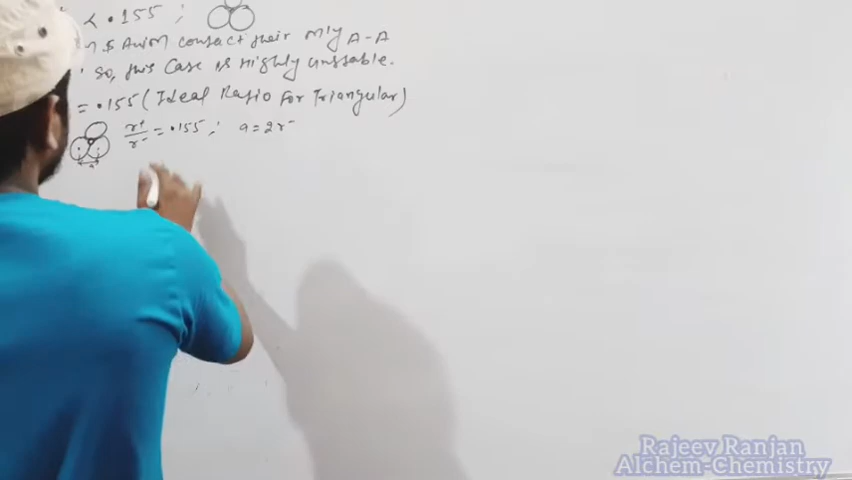 < .155 ;
& Anion contact their only A-A
So, this Case is Highly unstable.
= .155 (Ideal Ratio For Triangular)
r⁺/r⁻ = .155 ; a = 2r⁻
a
Rajeev Ranjan
Alchem-Chemistry